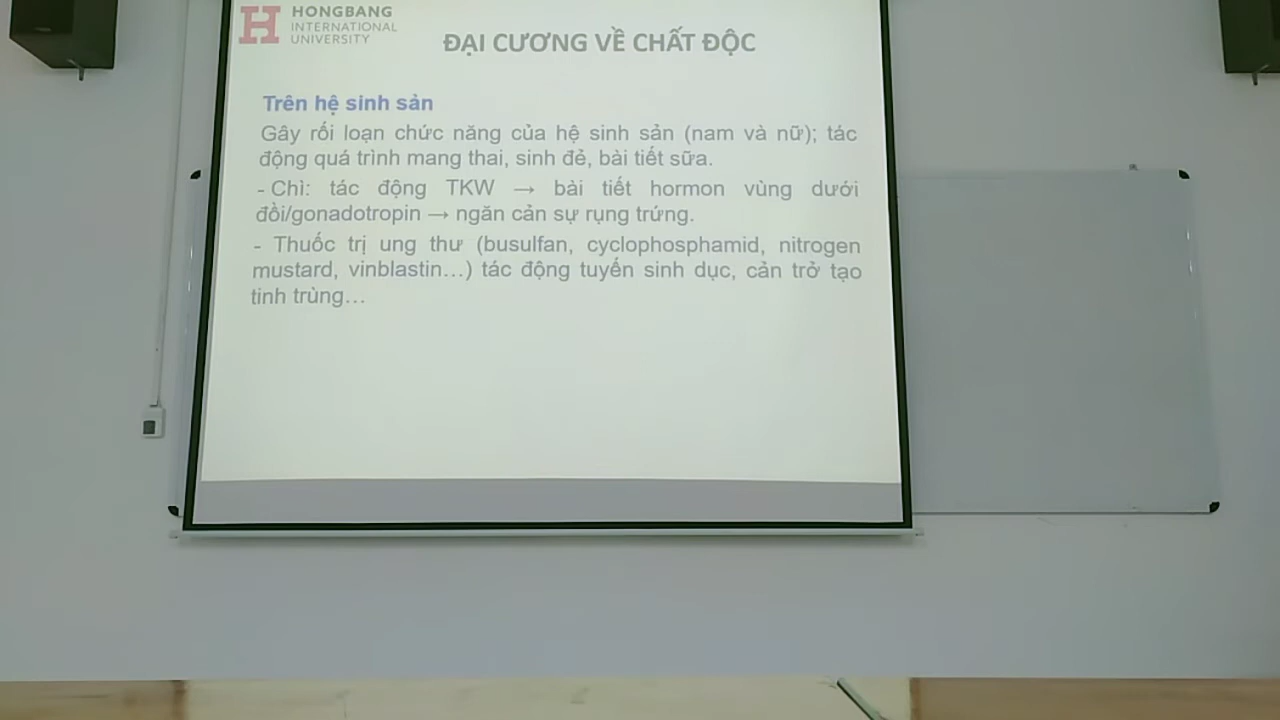 HONGBANG
INTERNATIONAL
UNIVERSITY
ĐẠI CƯƠNG VỀ CHẤT ĐỘC
Trên hệ sinh sản
Gây rối loạn chức năng của hệ sinh sản (nam và nữ); tác
động quá trình mang thai, sinh đẻ, bài tiết sữa.
- Chì: tác động TKW → bài tiết hormon vùng dưới
đồi/gonadotropin → ngăn cản sự rụng trứng.
- Thuốc trị ung thư (busulfan, cyclophosphamid, nitrogen
mustard, vinblastin...) tác động tuyến sinh dục, cản trở tạo
tinh trùng...